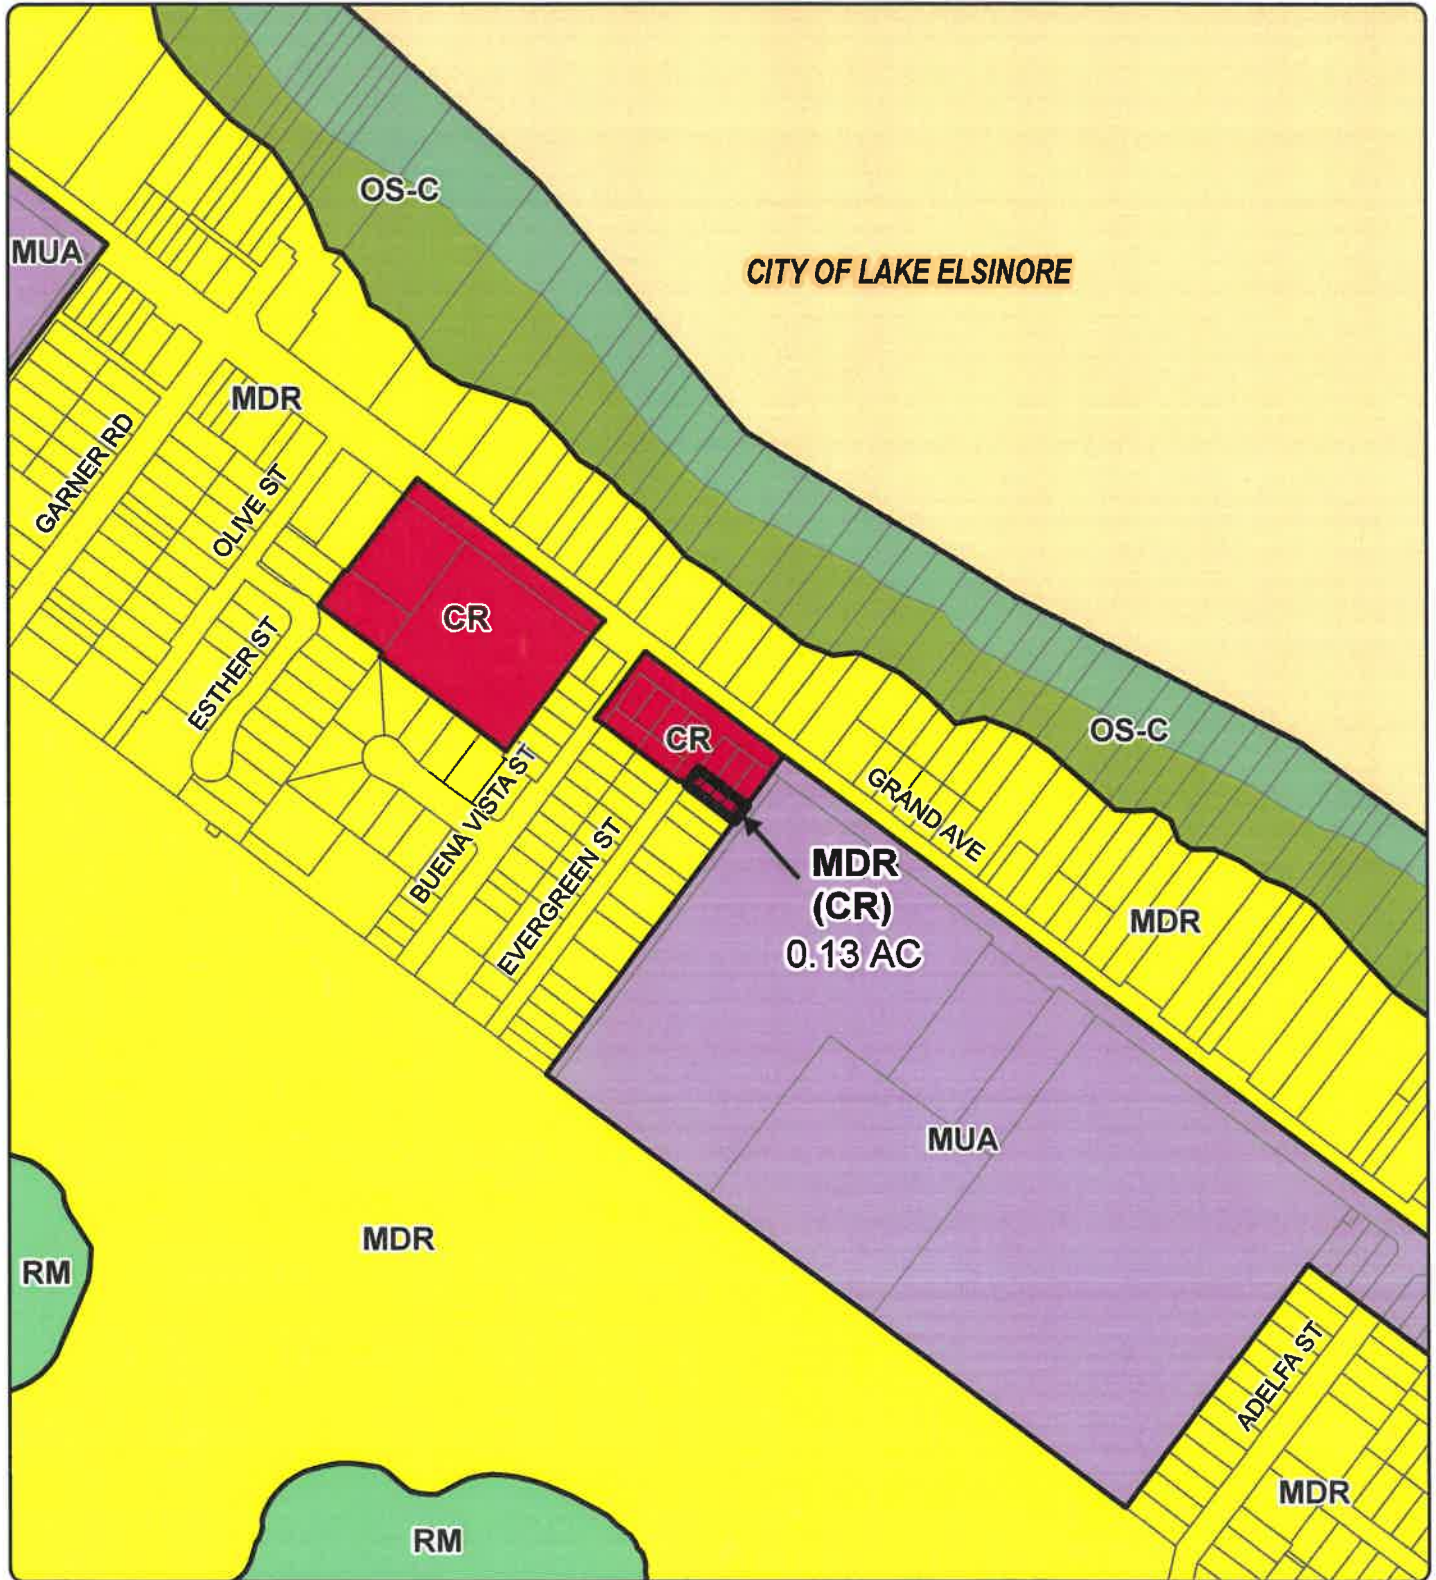 OS-C
MUA
CITY OF LAKE ELSINORE
MDR
GARNER RD
OLIVE ST
CR
ESTHER ST
CR
OS-C
BUENA VISTA ST
GRAND AVE
EVERGREEN ST
MDR
(CR)
0.13 AC
MDR
MUA
MDR
RM
ADELFA ST
MDR
RM